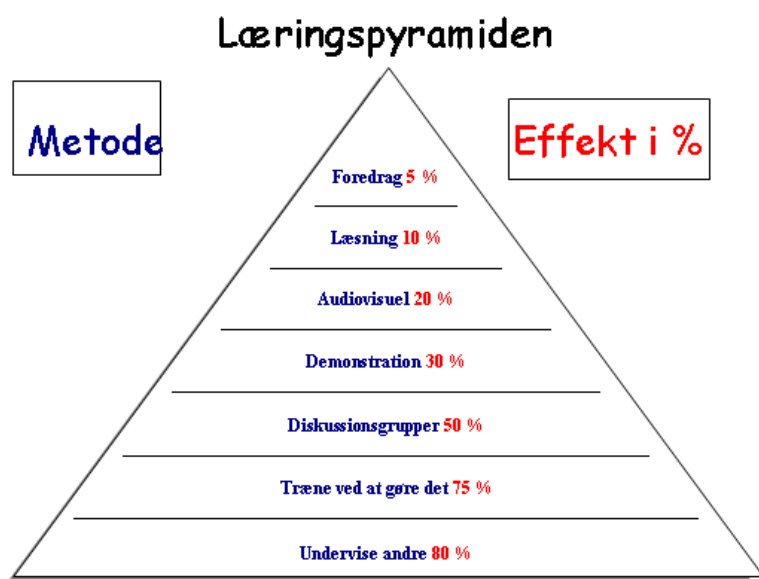 Læringspyramiden
Metode
Effekt i %
Foredrag 5 %
Læsning 10 %
Audiovisuel 20 %
Demonstration 30 %
Diskussionsgrupper 50 %
Træne ved at gøre det 75 %
Undervise andre 80 %